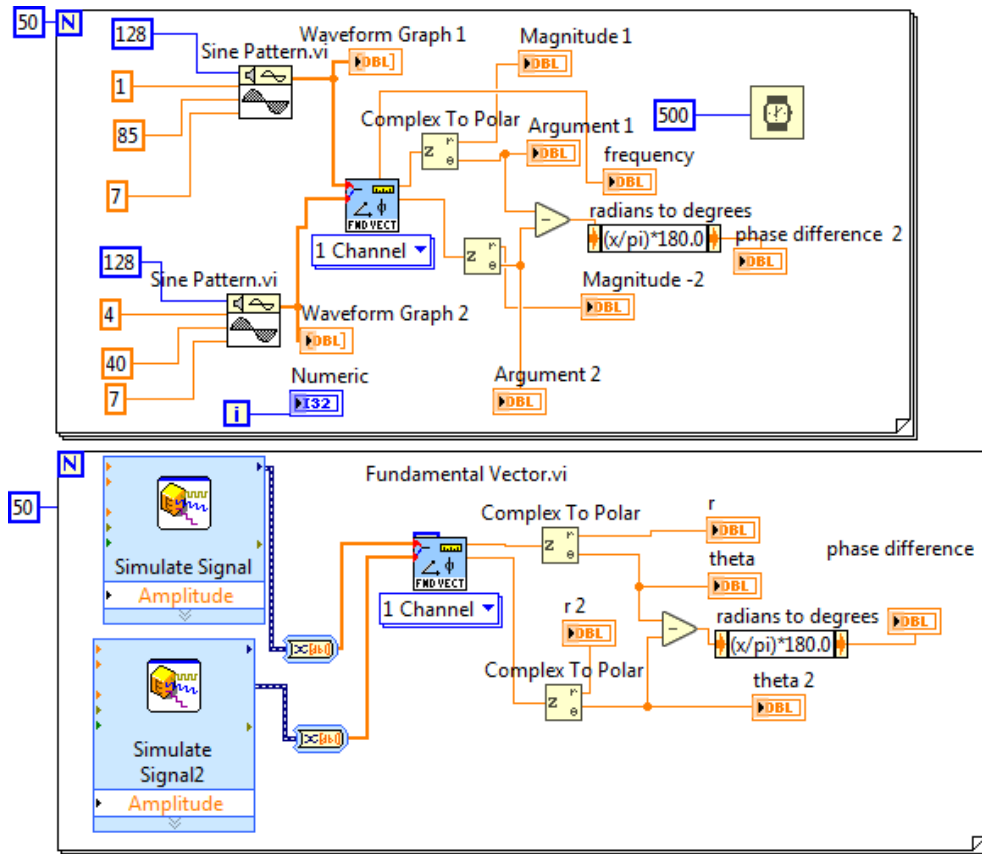 50 N
128
Waveform Graph 1
Magnitude 1
Sine Pattern.vi
DBL]
DBL
1
Complex To Polar
500
85
Argument 1
z r θ
DBL
frequency
DBL
7
radians to degrees
FND VECT
(x/pi)*180.0
phase difference 2
1 Channel
z r θ
DBL
128
Sine Pattern.vi
Magnitude -2
4
Waveform Graph 2
DBL
DBL]
40
Numeric
Argument 2
7
I32
DBL
i
N
Fundamental Vector.vi
50
Complex To Polar
r
z r θ
DBL
phase difference
Simulate Signal
FND VECT
theta
DBL
Amplitude
1 Channel
r 2
radians to degrees
DBL
DBL
(x/pi)*180.0
Complex To Polar
z r θ
theta 2
DBL
Simulate
Signal2
Amplitude